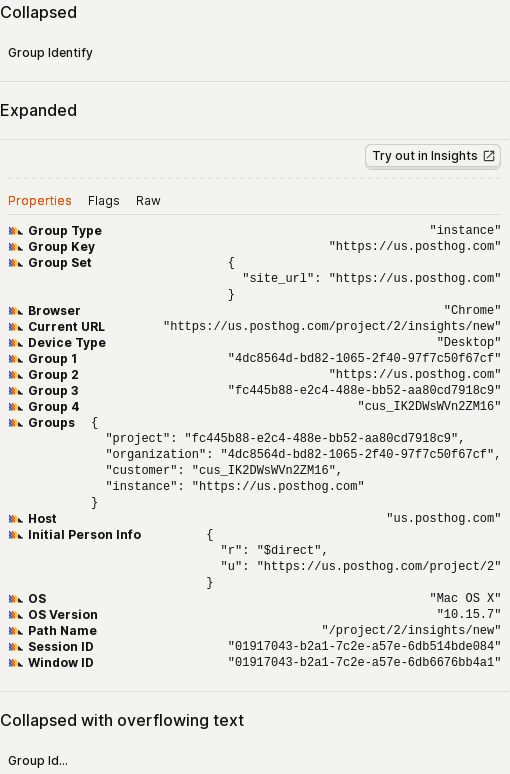 Collapsed
Group Identify
Expanded
Try out in Insights
Properties Flags Raw
Group Type "instance"
Group Key "https://us.posthog.com"
Group Set {
"site_url": "https://us.posthog.com"
}
Browser "Chrome"
Current URL "https://us.posthog.com/project/2/insights/new"
Device Type "Desktop"
Group 1 "4dc8564d-bd82-1065-2f40-97f7c50f67cf"
Group 2 "https://us.posthog.com"
Group 3 "fc445b88-e2c4-488e-bb52-aa80cd7918c9"
Group 4 "cus_IK2DWsWVn2ZM16"
Groups {
"project": "fc445b88-e2c4-488e-bb52-aa80cd7918c9",
"organization": "4dc8564d-bd82-1065-2f40-97f7c50f67cf",
"customer": "cus_IK2DWsWVn2ZM16",
"instance": "https://us.posthog.com"
}
Host "us.posthog.com"
Initial Person Info {
"r": "$direct",
"u": "https://us.posthog.com/project/2"
}
OS "Mac OS X"
OS Version "10.15.7"
Path Name "/project/2/insights/new"
Session ID "01917043-b2a1-7c2e-a57e-6db514bde084"
Window ID "01917043-b2a1-7c2e-a57e-6db6676bb4a1"
Collapsed with overflowing text
Group Id...